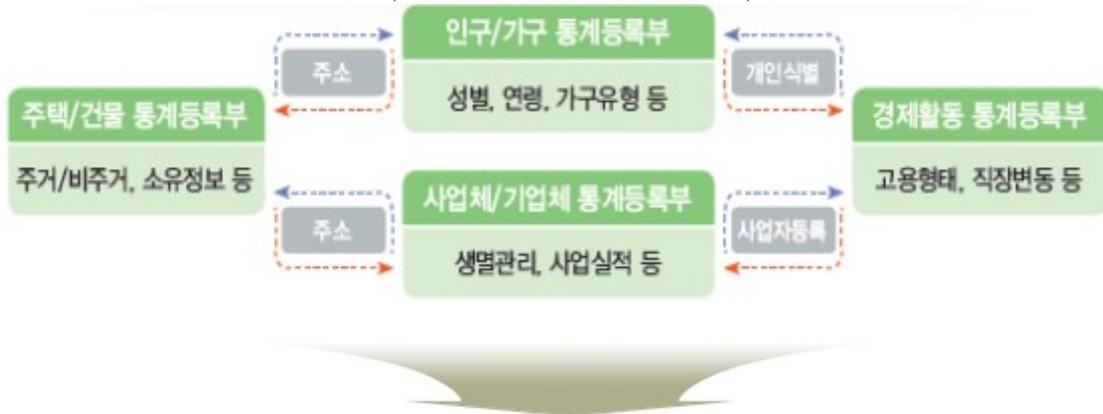 인구/가구 통계등록부
주소
개인식별
성별, 연령, 가구유형 등
주택/건물 통계등록부
경제활동 통계등록부
주거/비주거, 소유정보 등
고용형태, 직장변동 등
사업체/기업체 통계등록부
주소
사업자등록
생멸관리, 사업실적 등